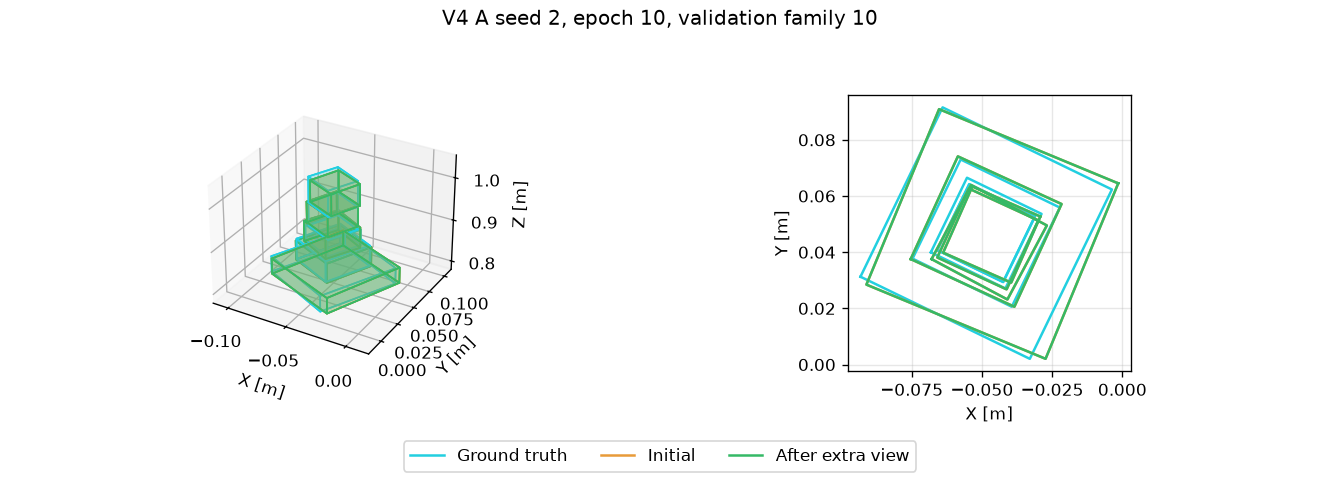 V4 A seed 2, epoch 10, validation family 10
1.0
0.9
0.8
Z [m]
0.100
0.075
0.050
0.025
0.000
Y [m]
−0.10
−0.05
0.00
X [m]
0.08
0.06
0.04
0.02
0.00
Y [m]
−0.075 −0.050 −0.025 0.000
X [m]
Ground truth Initial After extra view